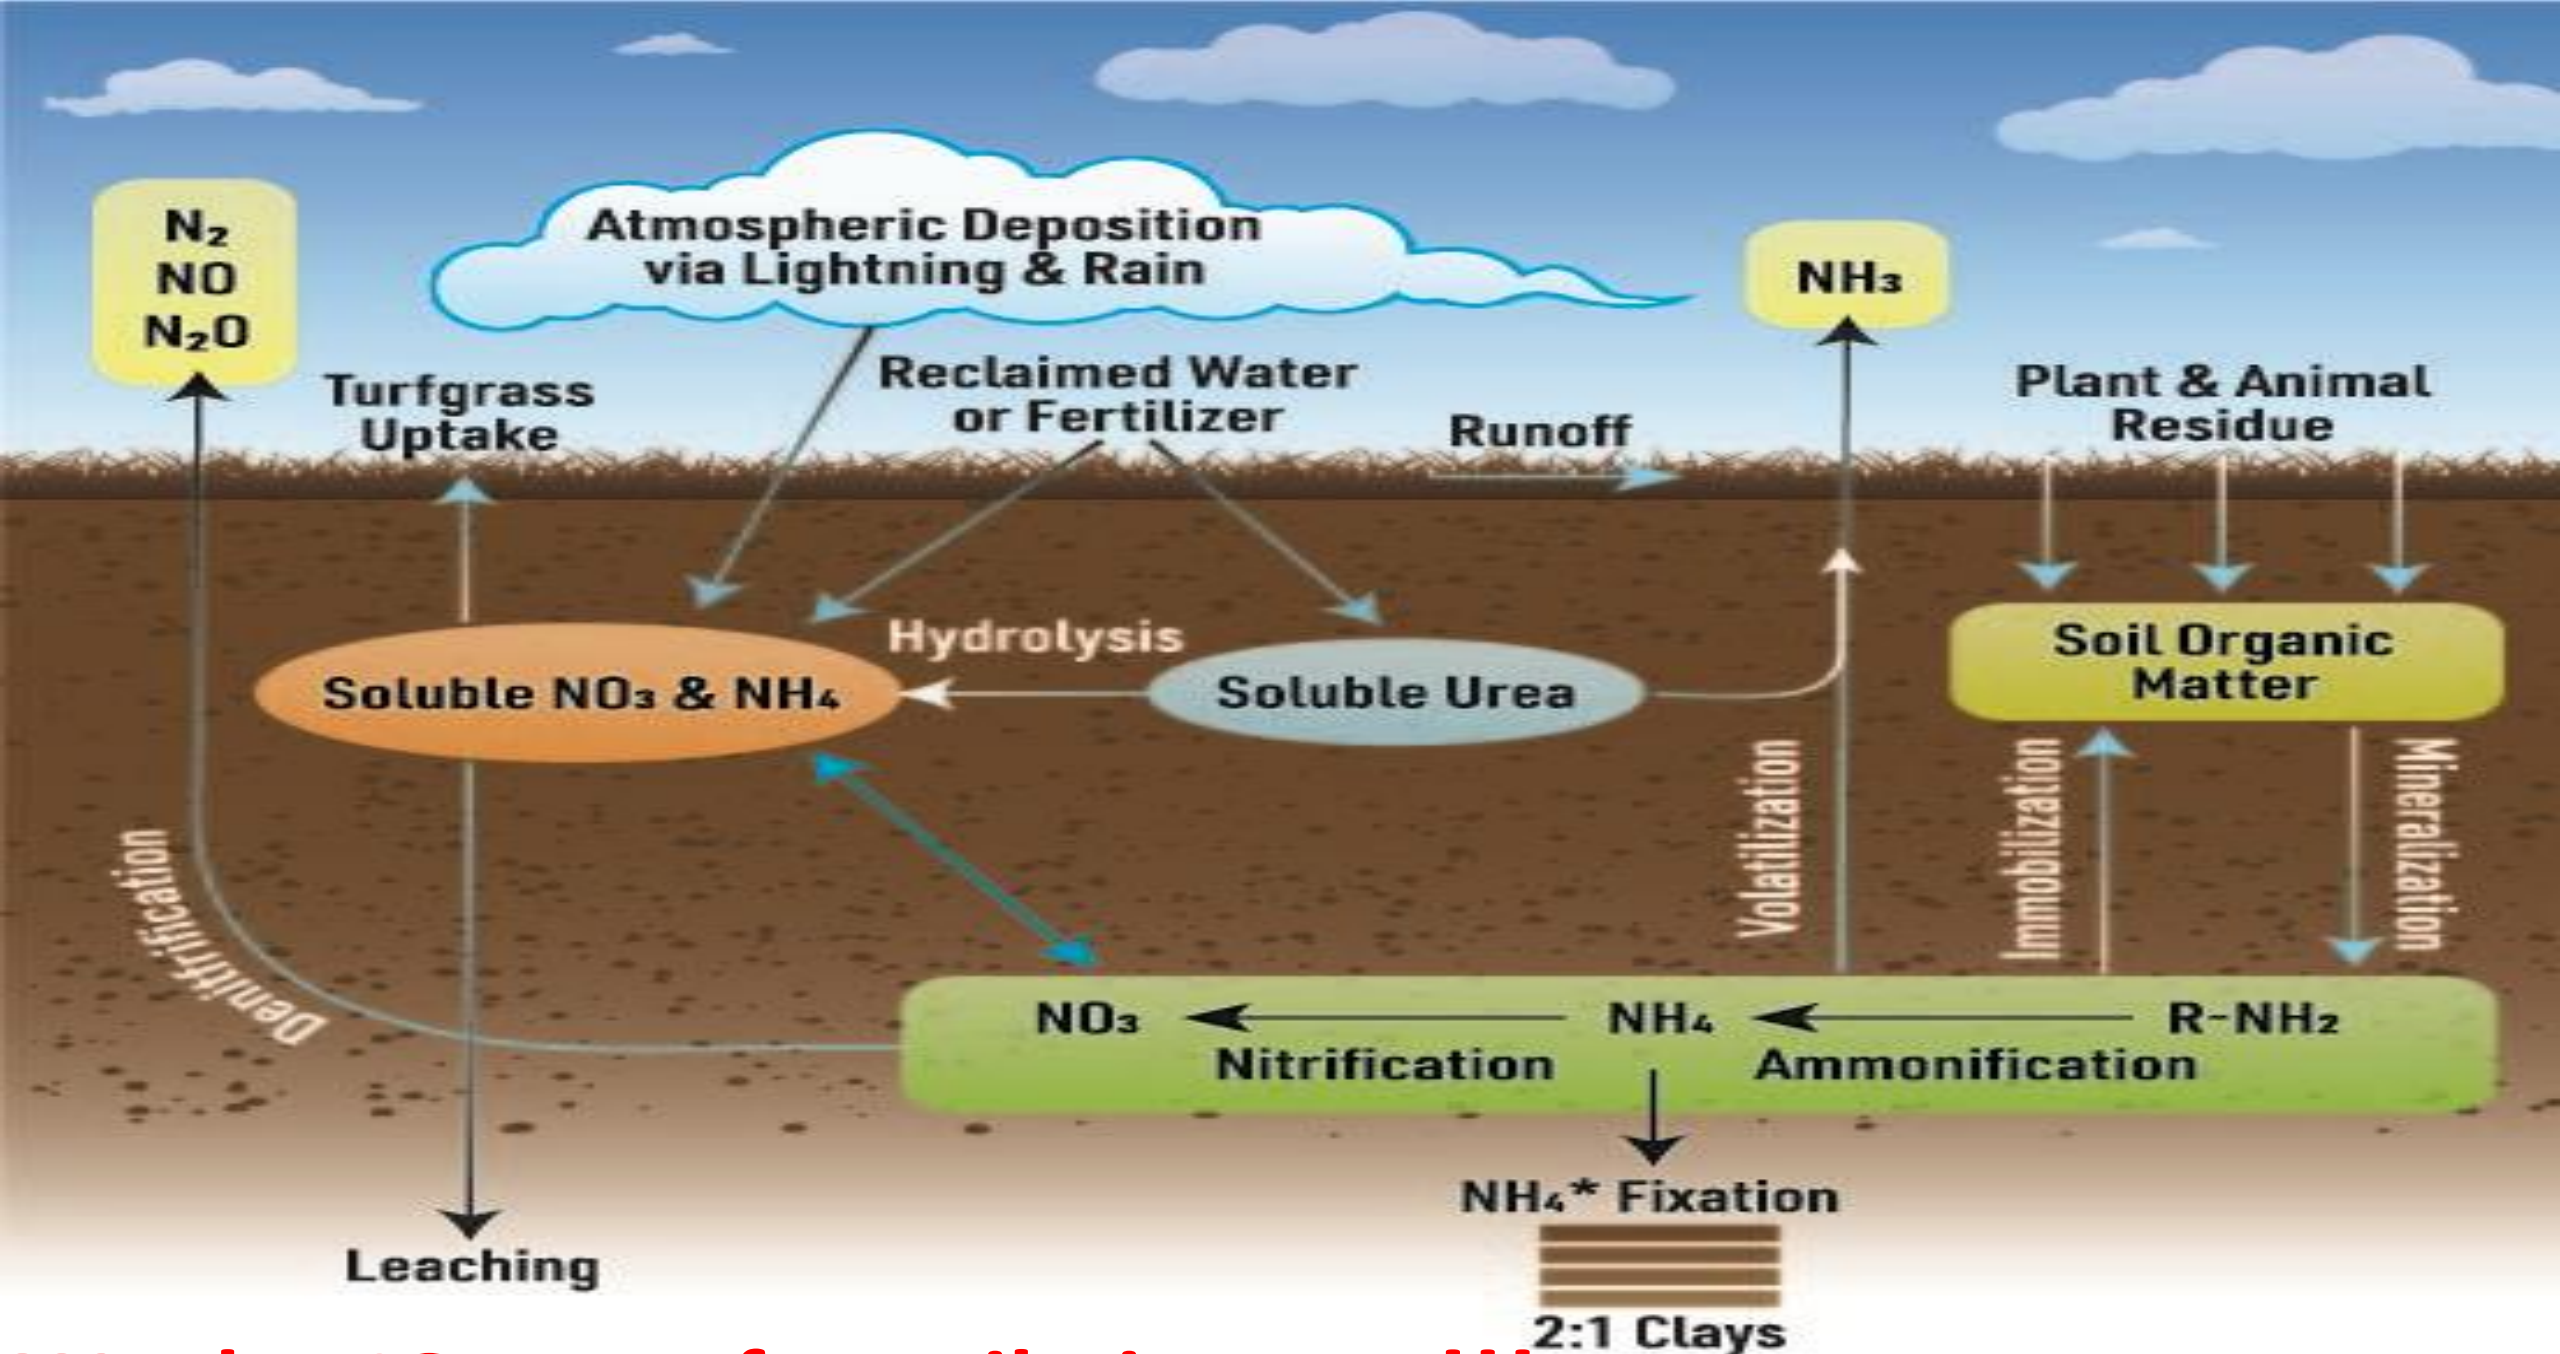 N₂
NO
N₂O
Atmospheric Deposition
via Lightning & Rain
NH₃
Turfgrass
Uptake
Reclaimed Water
or Fertilizer
Runoff
Plant & Animal
Residue
Soluble NO₃ & NH₄
Hydrolysis
Soluble Urea
Soil Organic
Matter
Volatilization
Immobilization
Mineralization
Denitrification
NO₃
NH₄
R-NH₂
Nitrification
Ammonification
NH₄* Fixation
Leaching
2:1 Clays